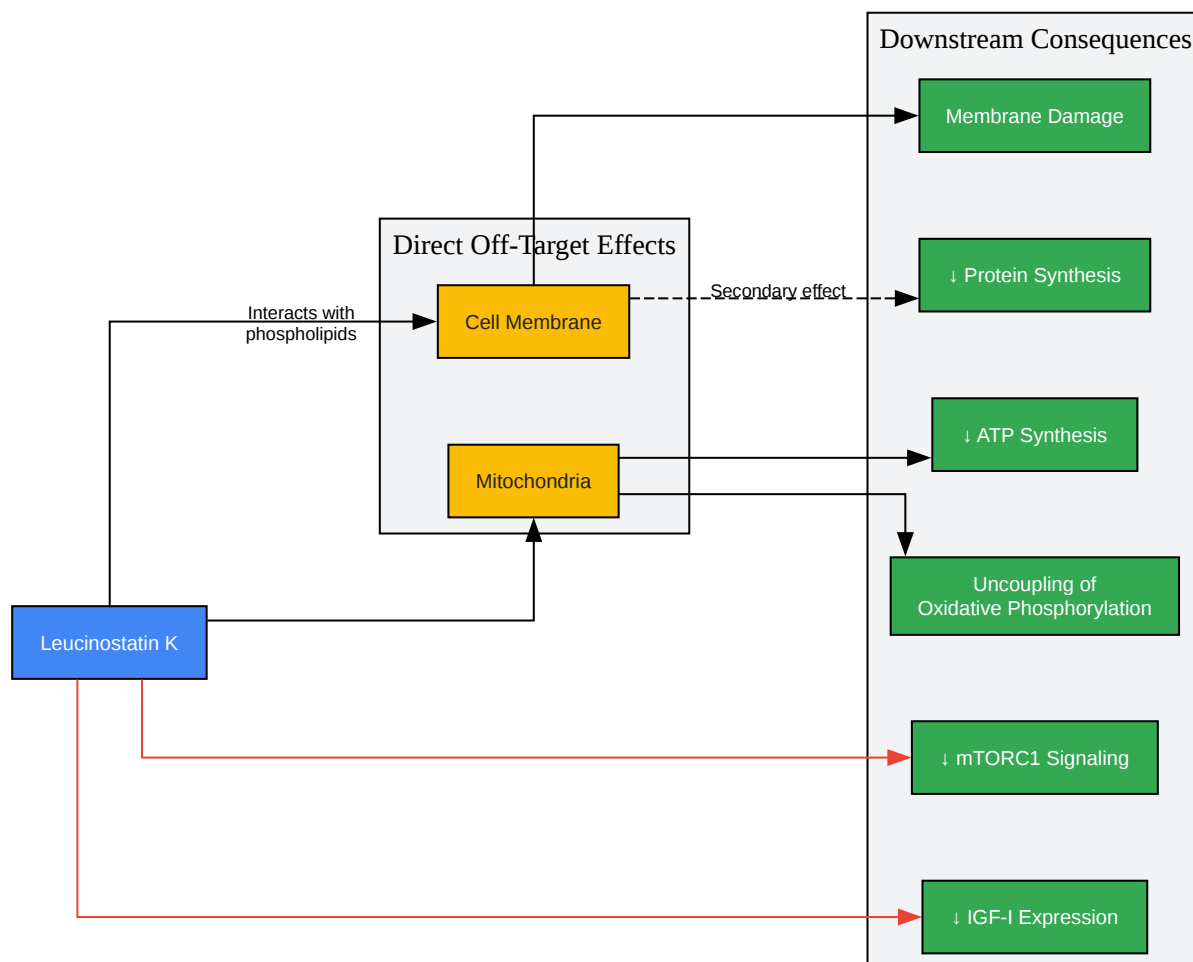 Downstream Consequences
Membrane Damage
Direct Off-Target Effects
↓ Protein Synthesis
Secondary effect
Interacts with
phospholipids
Cell Membrane
↓ ATP Synthesis
Mitochondria
Uncoupling of
Oxidative Phosphorylation
Leucinostatin K
↓ mTORC1 Signaling
↓ IGF-I Expression